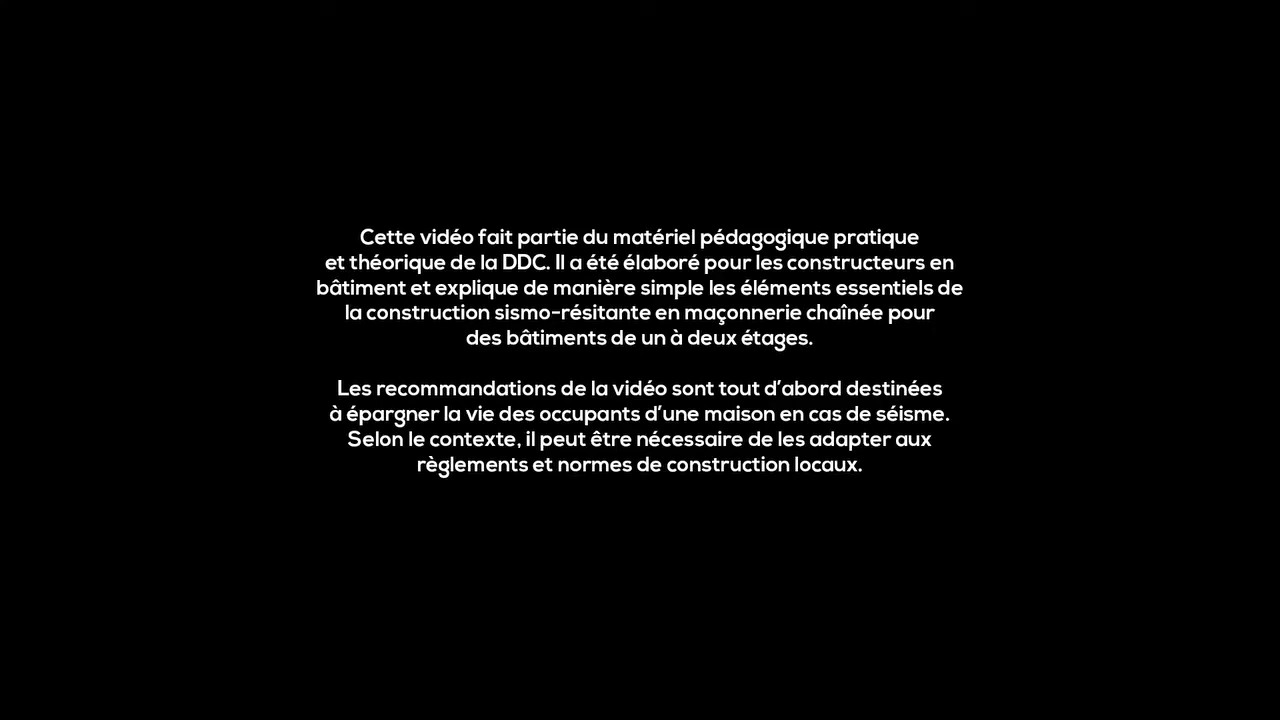 Cette vidéo fait partie du matériel pédagogique pratique
et théorique de la DDC. Il a été élaboré pour les constructeurs en
bâtiment et explique de manière simple les éléments essentiels de
la construction sismo-résitante en maçonnerie chaînée pour
des bâtiments de un à deux étages.
Les recommandations de la vidéo sont tout d'abord destinées
à épargner la vie des occupants d'une maison en cas de séisme.
Selon le contexte, il peut être nécessaire de les adapter aux
règlements et normes de construction locaux.